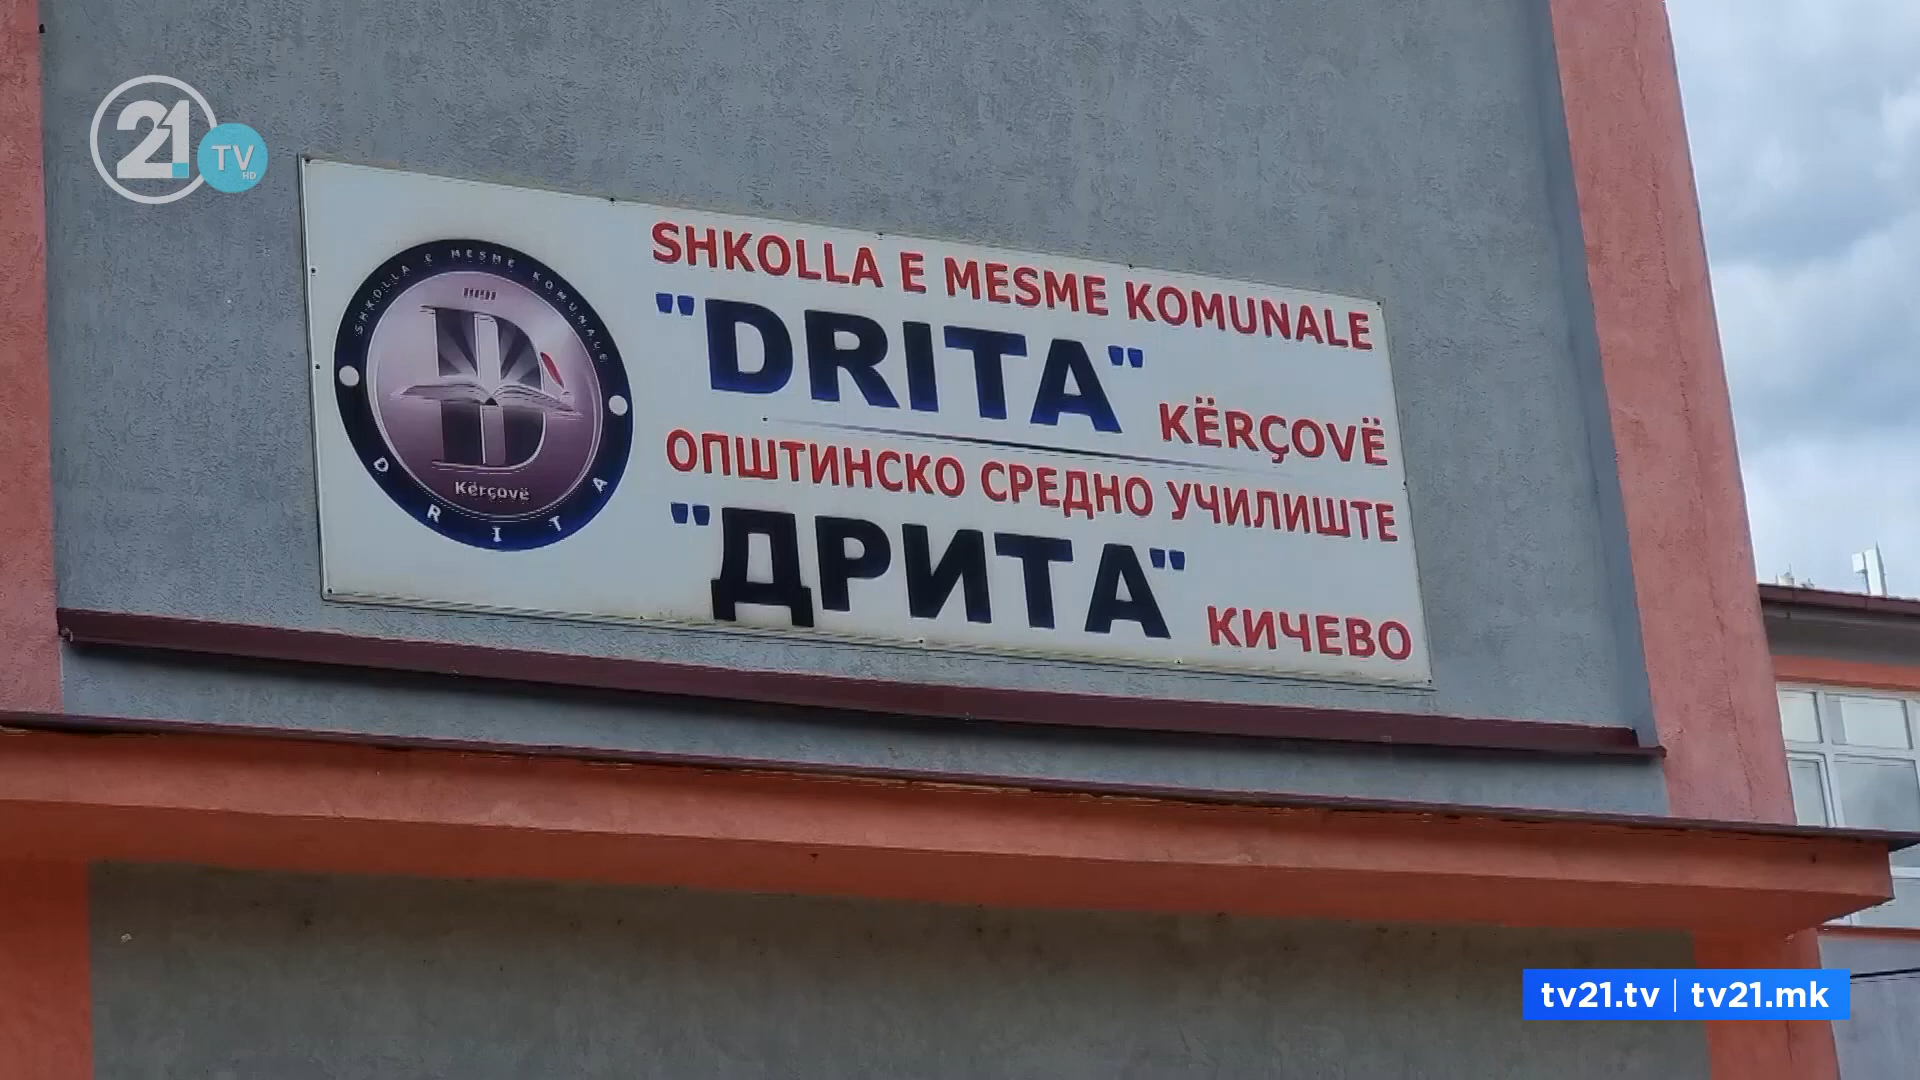 21 TV HD
SHKOLLA E MESME KOMUNALE
"DRITA" KËRÇOVË
ОПШТИНСКО СРЕДНО УЧИЛИШТЕ
"ДРИТА" КИЧЕВО
SHKOLLA E MESME KOMUNALE
D
Kërçovë
DRITA
tv21.tv | tv21.mk